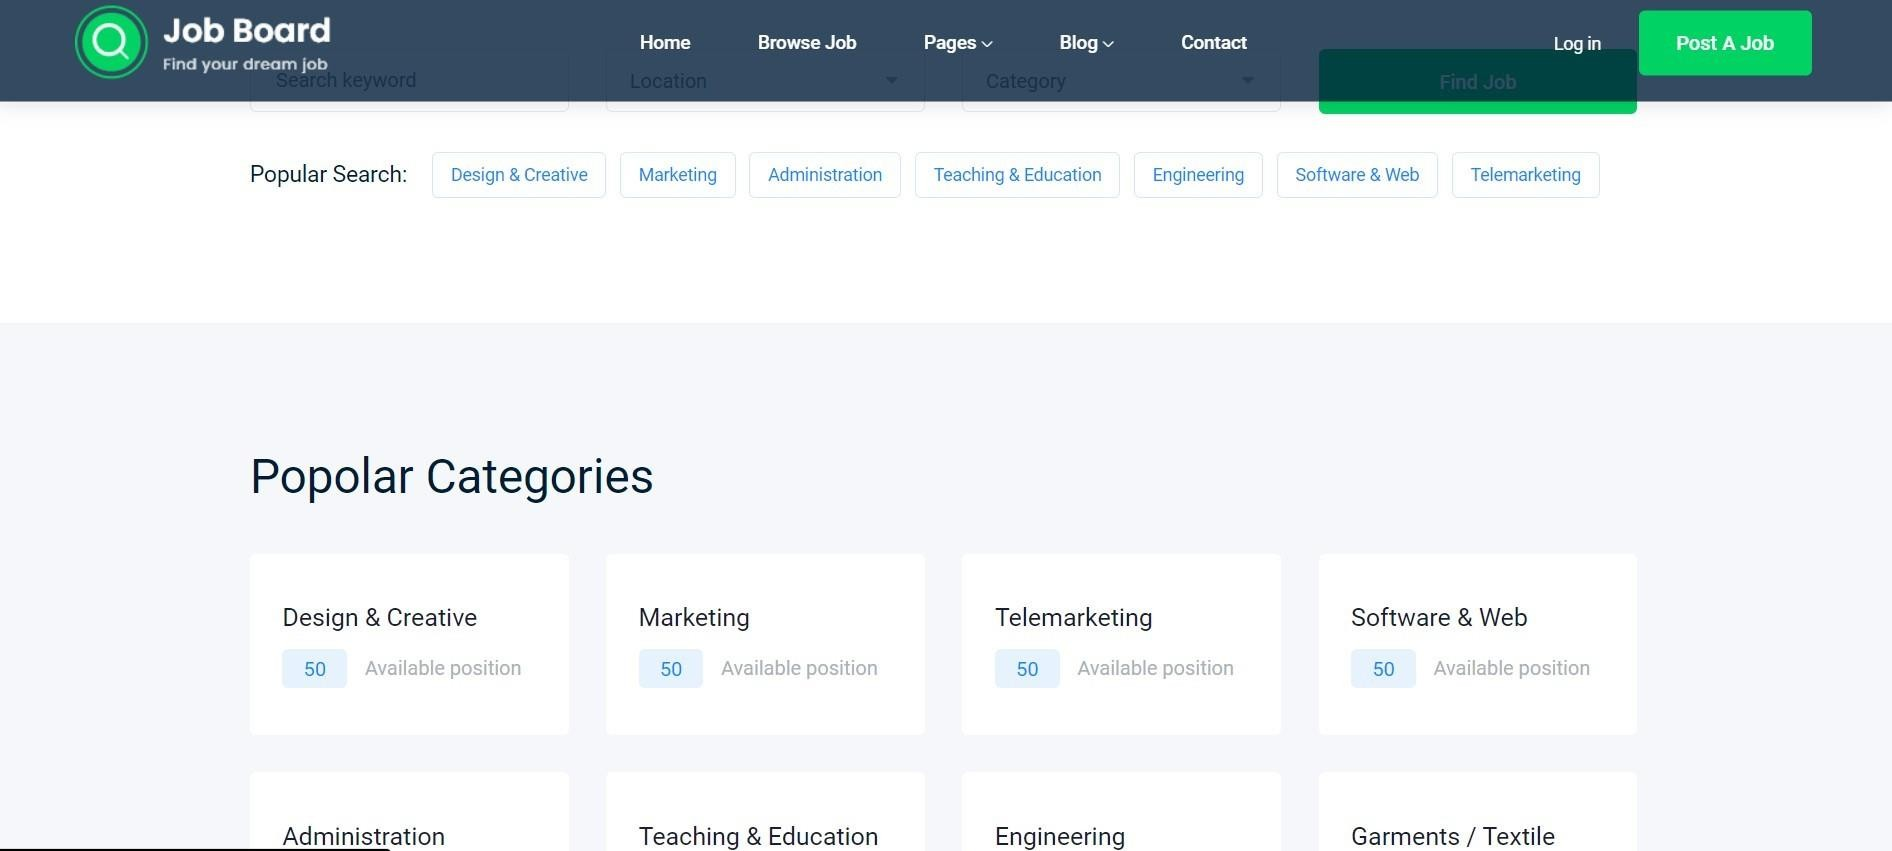 Job Board
Find your dream job
Home Browse Job Pages Blog Contact Log in Post A Job
Search keyword Location Category Find Job
Popular Search: Design & Creative Marketing Administration Teaching & Education Engineering Software & Web Telemarketing
Popolar Categories
Design & Creative Marketing Telemarketing Software & Web
50 Available position 50 Available position 50 Available position 50 Available position
Administration Teaching & Education Engineering Garments / Textile